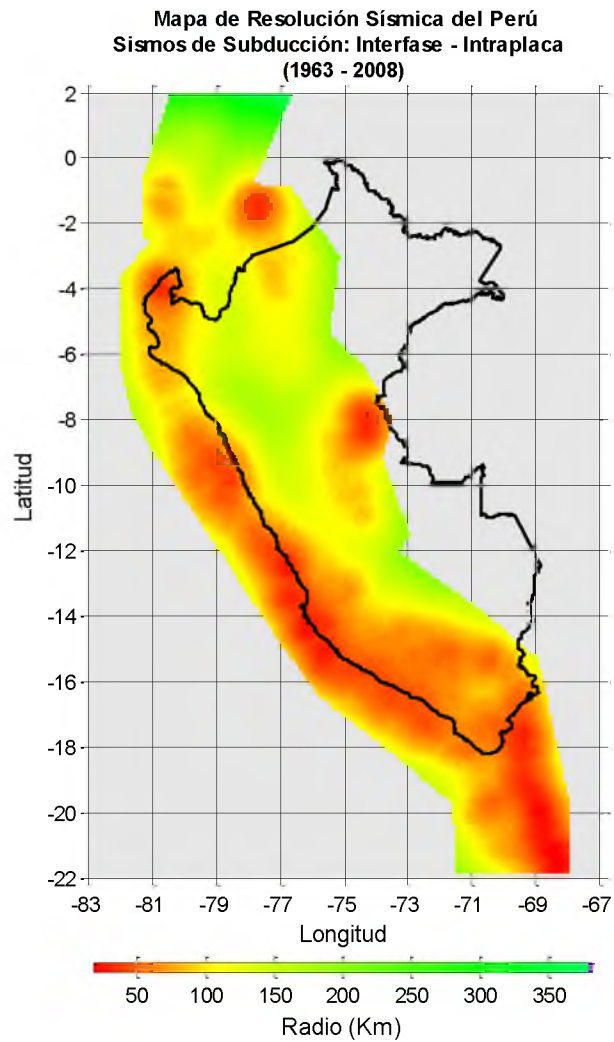 Mapa de Resolución Sísmica del Perú
Sismos de Subducción: Interfase - Intraplaca
(1963 - 2008)
2
0
-2
-4
-6
-8
-10
-12
-14
-16
-18
-20
-22
Latitud
-83 -81 -79 -77 -75 -73 -71 -69 -67
Longitud
50 100 150 200 250 300 350
Radio (Km)